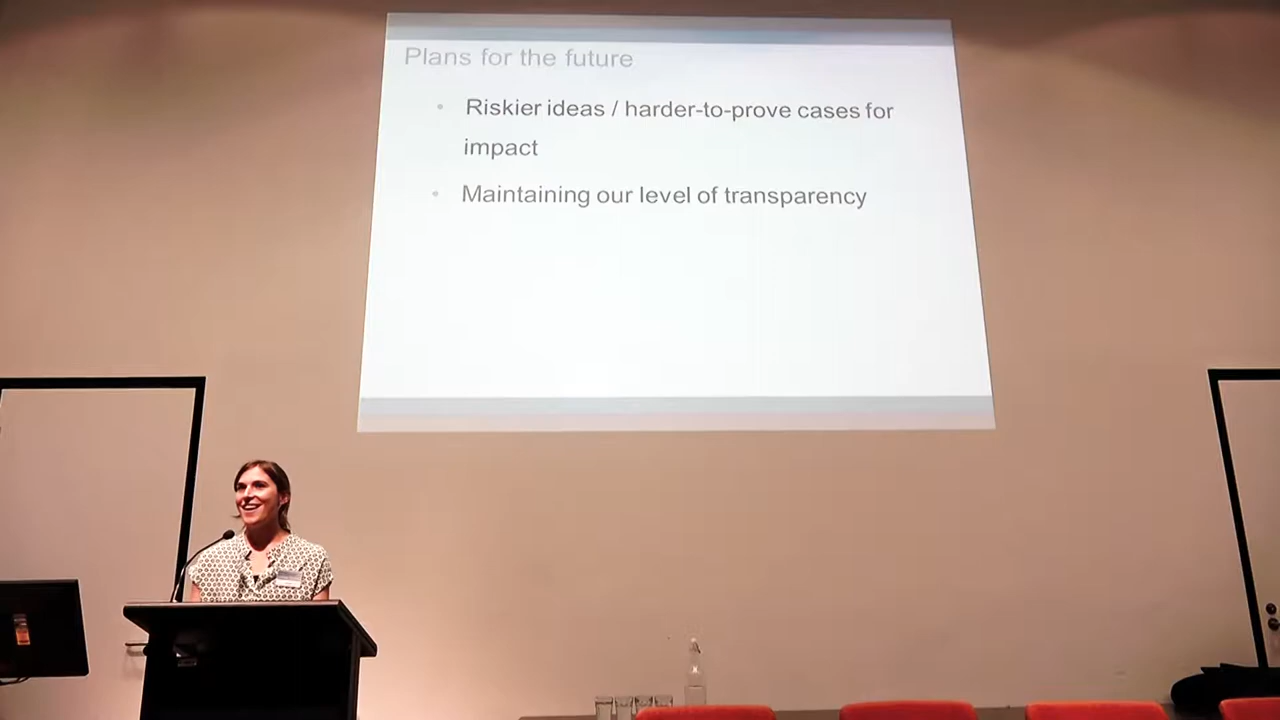 Plans for the future
• Riskier ideas / harder-to-prove cases for
impact
• Maintaining our level of transparency